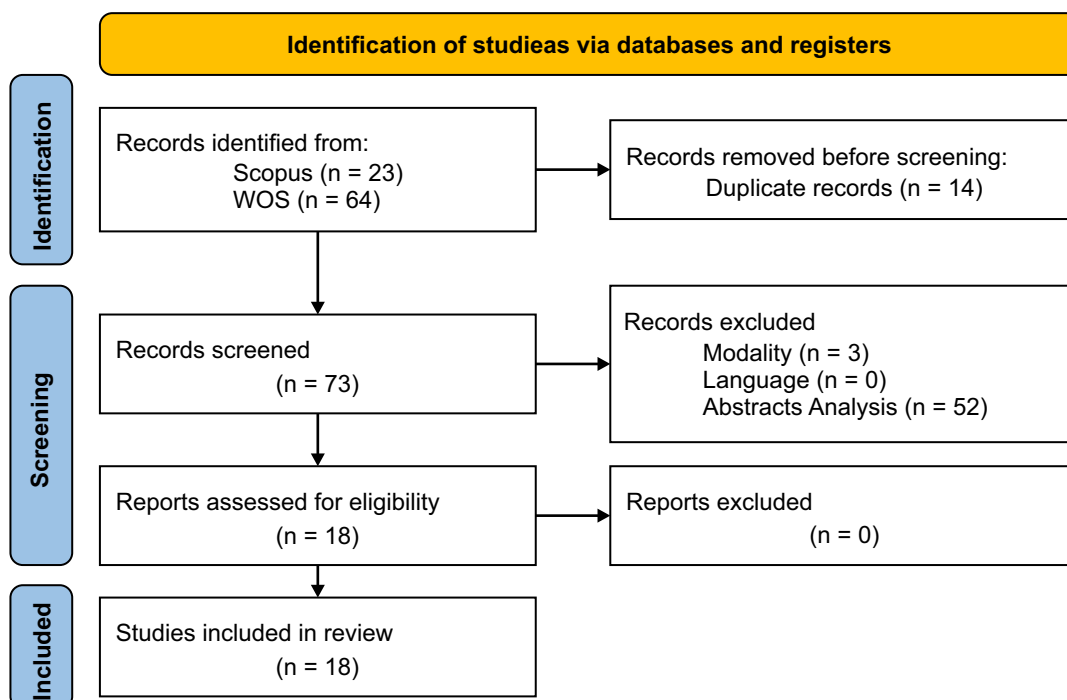 Identification of studieas via databases and registers
Identification
Records identified from:
Scopus (n = 23)
WOS (n = 64)
Records removed before screening:
Duplicate records (n = 14)
Screening
Records screened
(n = 73)
Records excluded
Modality (n = 3)
Language (n = 0)
Abstracts Analysis (n = 52)
Reports assessed for eligibility
(n = 18)
Reports excluded
(n = 0)
Included
Studies included in review
(n = 18)